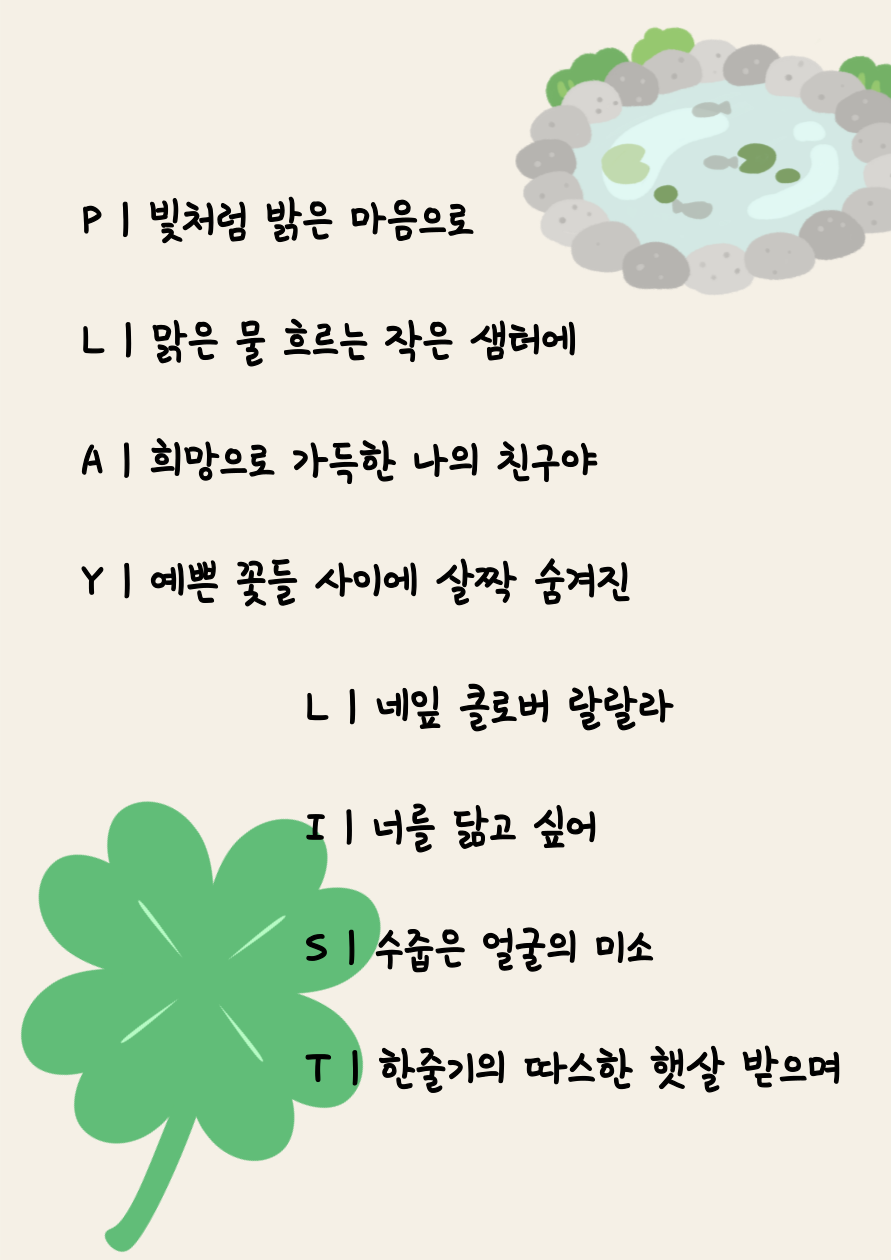 P | 빛처럼 밝은 마음으로
L | 맑은 물 흐르는 작은 샘터에
A | 희망으로 가득한 나의 친구야
Y | 예쁜 꽃들 사이에 살짝 숨겨진
L | 네잎 클로버 랄랄라
I | 너를 닮고 싶어
S | 수줍은 얼굴의 미소
T | 한줄기의 따스한 햇살 받으며